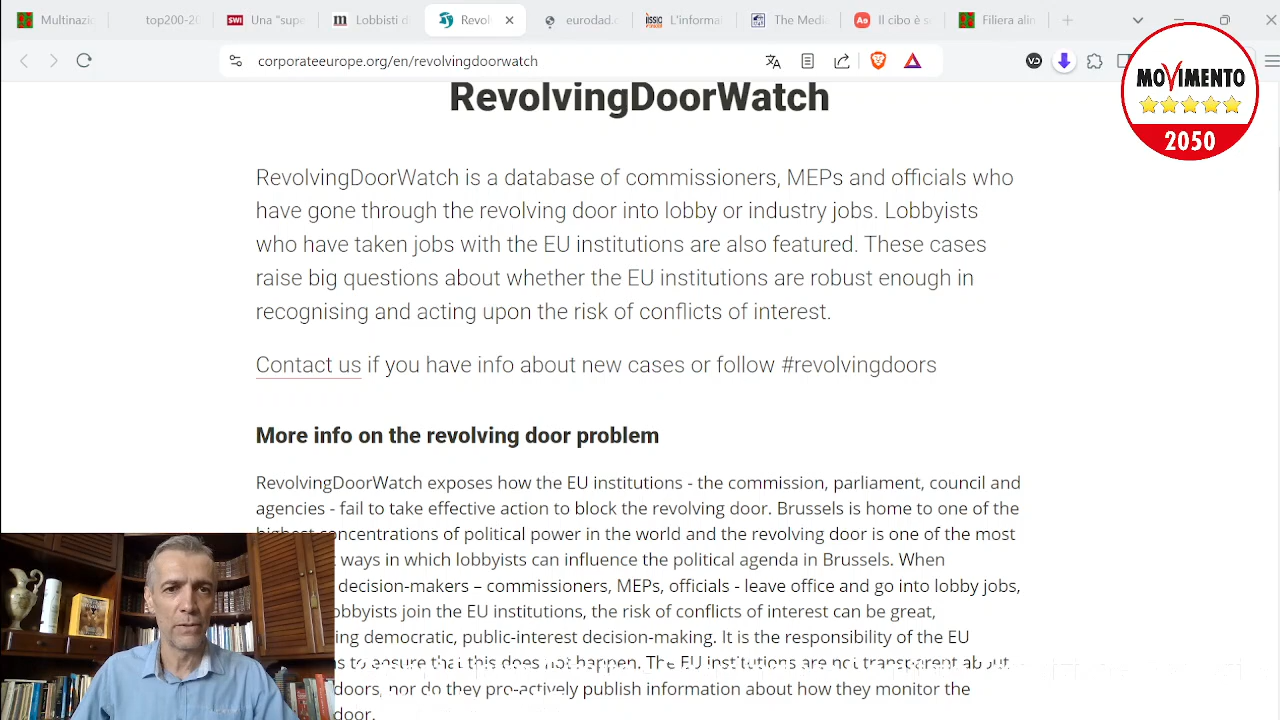 Multinazi
top200-20
SWI Una "supe
m Lobbisti d
Revol
eurodad.
ISSiC L'informa
The Medi
Aa Il cibo è s
Filiera alin
corporateeurope.org/en/revolvingdoorwatch
VD
MOVIMENTO
2050
RevolvingDoorWatch
RevolvingDoorWatch is a database of commissioners, MEPs and officials who
have gone through the revolving door into lobby or industry jobs. Lobbyists
who have taken jobs with the EU institutions are also featured. These cases
raise big questions about whether the EU institutions are robust enough in
recognising and acting upon the risk of conflicts of interest.
Contact us if you have info about new cases or follow #revolvingdoors
More info on the revolving door problem
RevolvingDoorWatch exposes how the EU institutions - the commission, parliament, council and
agencies - fail to take effective action to block the revolving door. Brussels is home to one of the
highest concentrations of political power in the world and the revolving door is one of the most
ways in which lobbyists can influence the political agenda in Brussels. When
decision-makers – commissioners, MEPs, officials - leave office and go into lobby jobs,
obbyists join the EU institutions, the risk of conflicts of interest can be great,
ing democratic, public-interest decision-making. It is the responsibility of the EU
s to ensure that this does not happen. The EU institutions are not transparent about
doors, nor do they pro-actively publish information about how they monitor the
door.